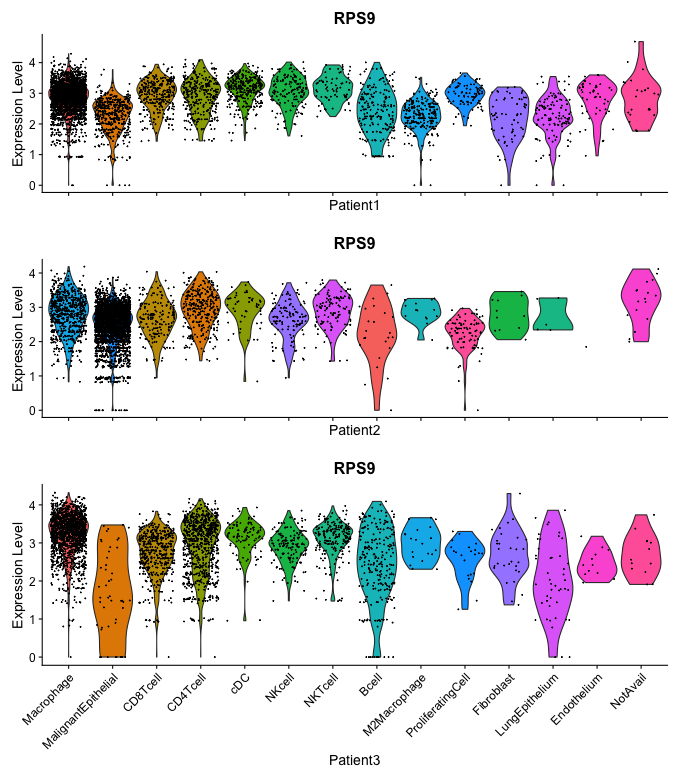 RPS9
Expression Level
4
3
2
1
0
Patient1
RPS9
Expression Level
4
3
2
1
0
Patient2
RPS9
Expression Level
4
3
2
1
0
Macrophage
MalignantEpithelial
CD8Tcell
CD4Tcell
cDC
NKcell
NKTcell
Bcell
M2Macrophage
ProliferatingCell
Fibroblast
LungEpithelium
Endothelium
NotAvail
Patient3